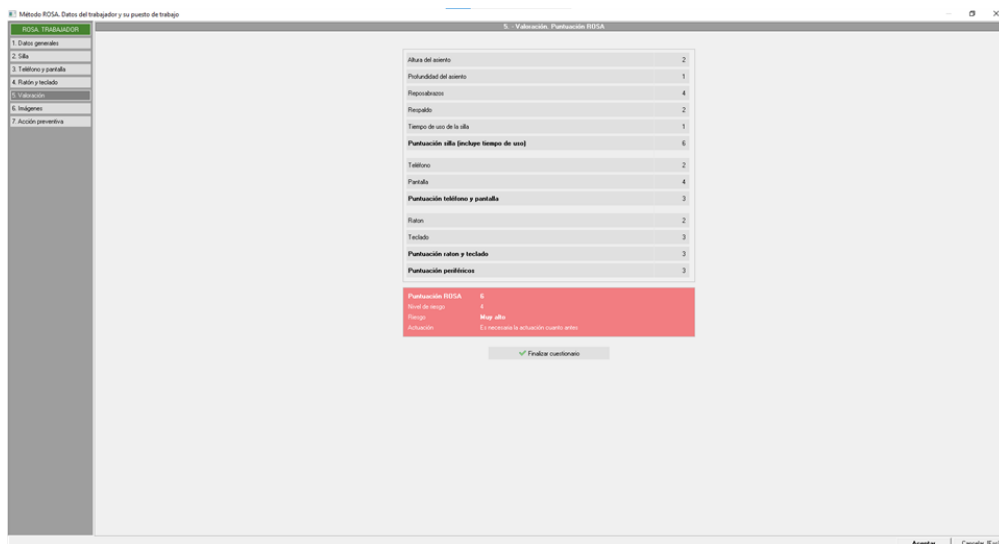 Método ROSA. Datos del trabajador y su puesto de trabajo
ROSA: TRABAJADOR
5. - Valoración. Puntuación ROSA
1. Datos generales
2. Silla
3. Teléfono y pantalla
4. Ratón y teclado
5. Valoración
6. Imágenes
7. Acción preventiva
Altura del asiento 2
Profundidad del asiento 1
Reposabrazos 4
Respaldo 2
Tiempo de uso de la silla 1
Puntuación silla (incluye tiempo de uso) 6
Teléfono 2
Pantalla 4
Puntuación teléfono y pantalla 3
Raton 2
Teclado 3
Puntuación raton y teclado 3
Puntuación periféricos 3
Puntuación ROSA 6
Nivel de riesgo 4
Riesgo Muy alto
Actuación Es necesaria la actuación cuanto antes
Finalizar cuestionario
Aceptar Cancelar (Esc)